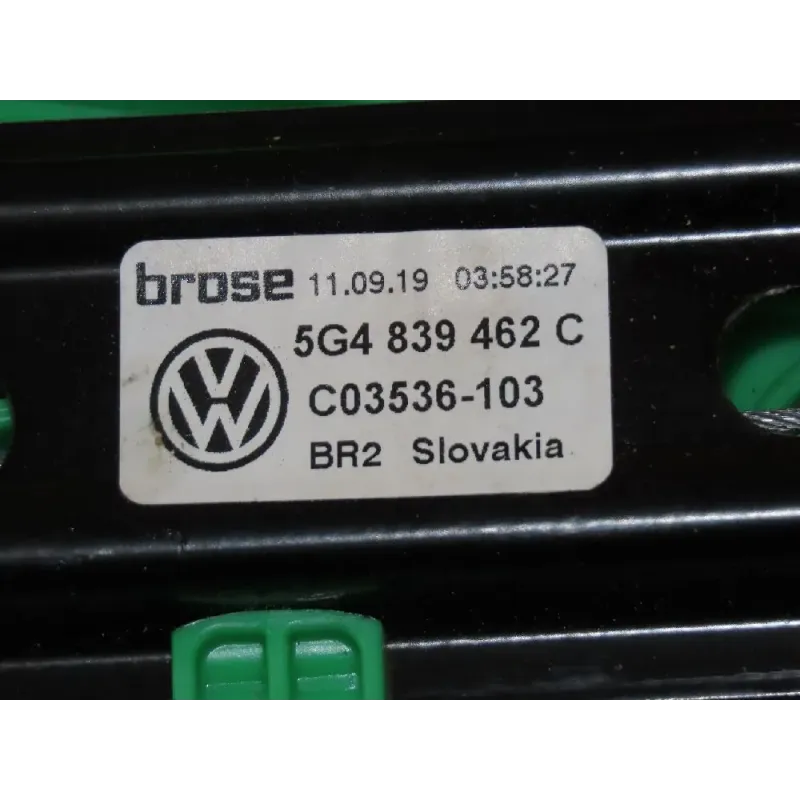 brose 11.09.19 03:58:27
5G4 839 462 C
C03536-103
BR2 Slovakia